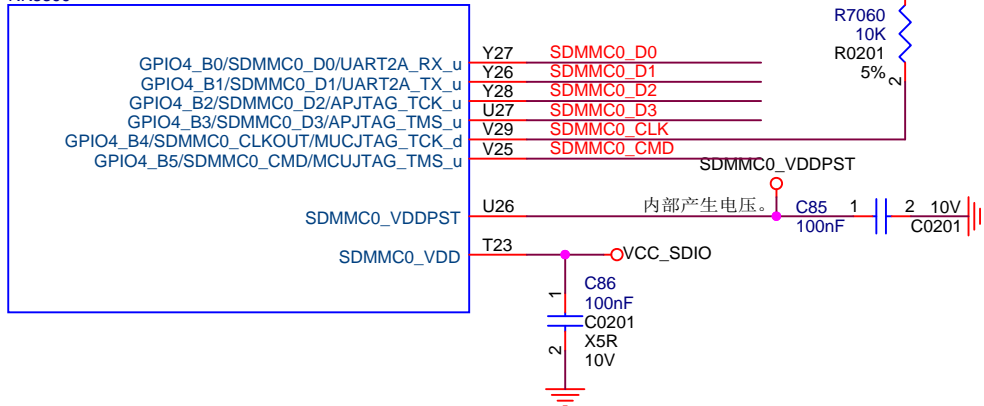 R7060
10K
R0201
5%
2
GPIO4_B0/SDMMC0_D0/UART2A_RX_u Y27 SDMMC0_D0
GPIO4_B1/SDMMC0_D1/UART2A_TX_u Y26 SDMMC0_D1
GPIO4_B2/SDMMC0_D2/APJTAG_TCK_u Y28 SDMMC0_D2
GPIO4_B3/SDMMC0_D3/APJTAG_TMS_u U27 SDMMC0_D3
GPIO4_B4/SDMMC0_CLKOUT/MUCJTAG_TCK_d V29 SDMMC0_CLK
GPIO4_B5/SDMMC0_CMD/MCUJTAG_TMS_u V25 SDMMC0_CMD
SDMMC0_VDDPST
SDMMC0_VDDPST U26 内部产生电压。 C85 1 2 10V
100nF C0201
SDMMC0_VDD T23 VCC_SDIO
1 C86
100nF
C0201
X5R
2 10V